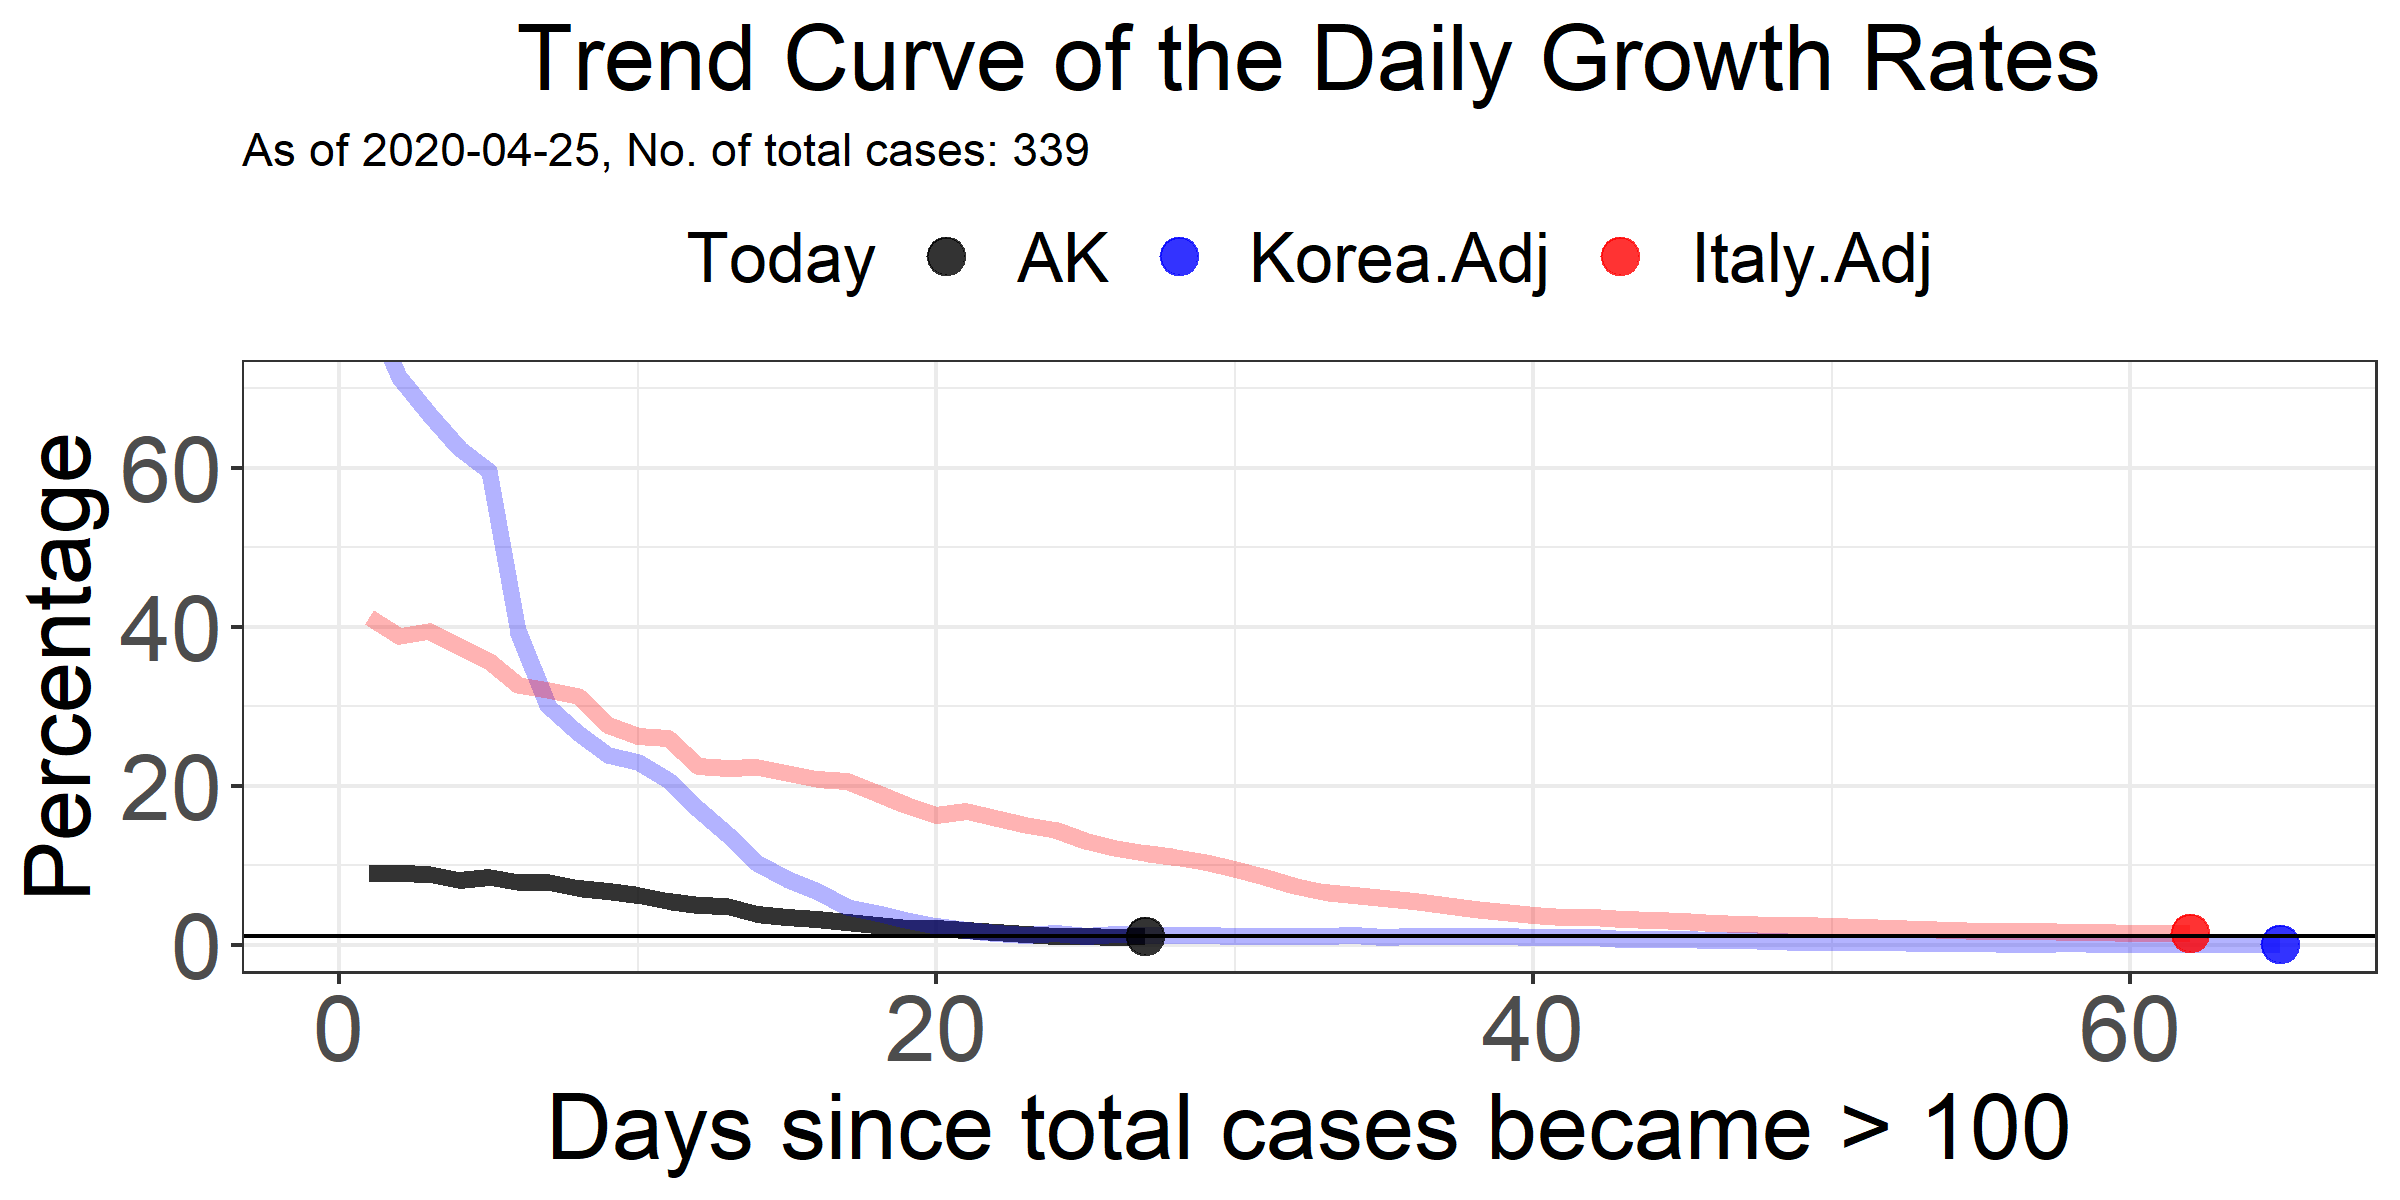 Trend Curve of the Daily Growth Rates
As of 2020-04-25, No. of total cases: 339
Today AK Korea.Adj Italy.Adj
Percentage
60
40
20
0
0 20 40 60
Days since total cases became > 100